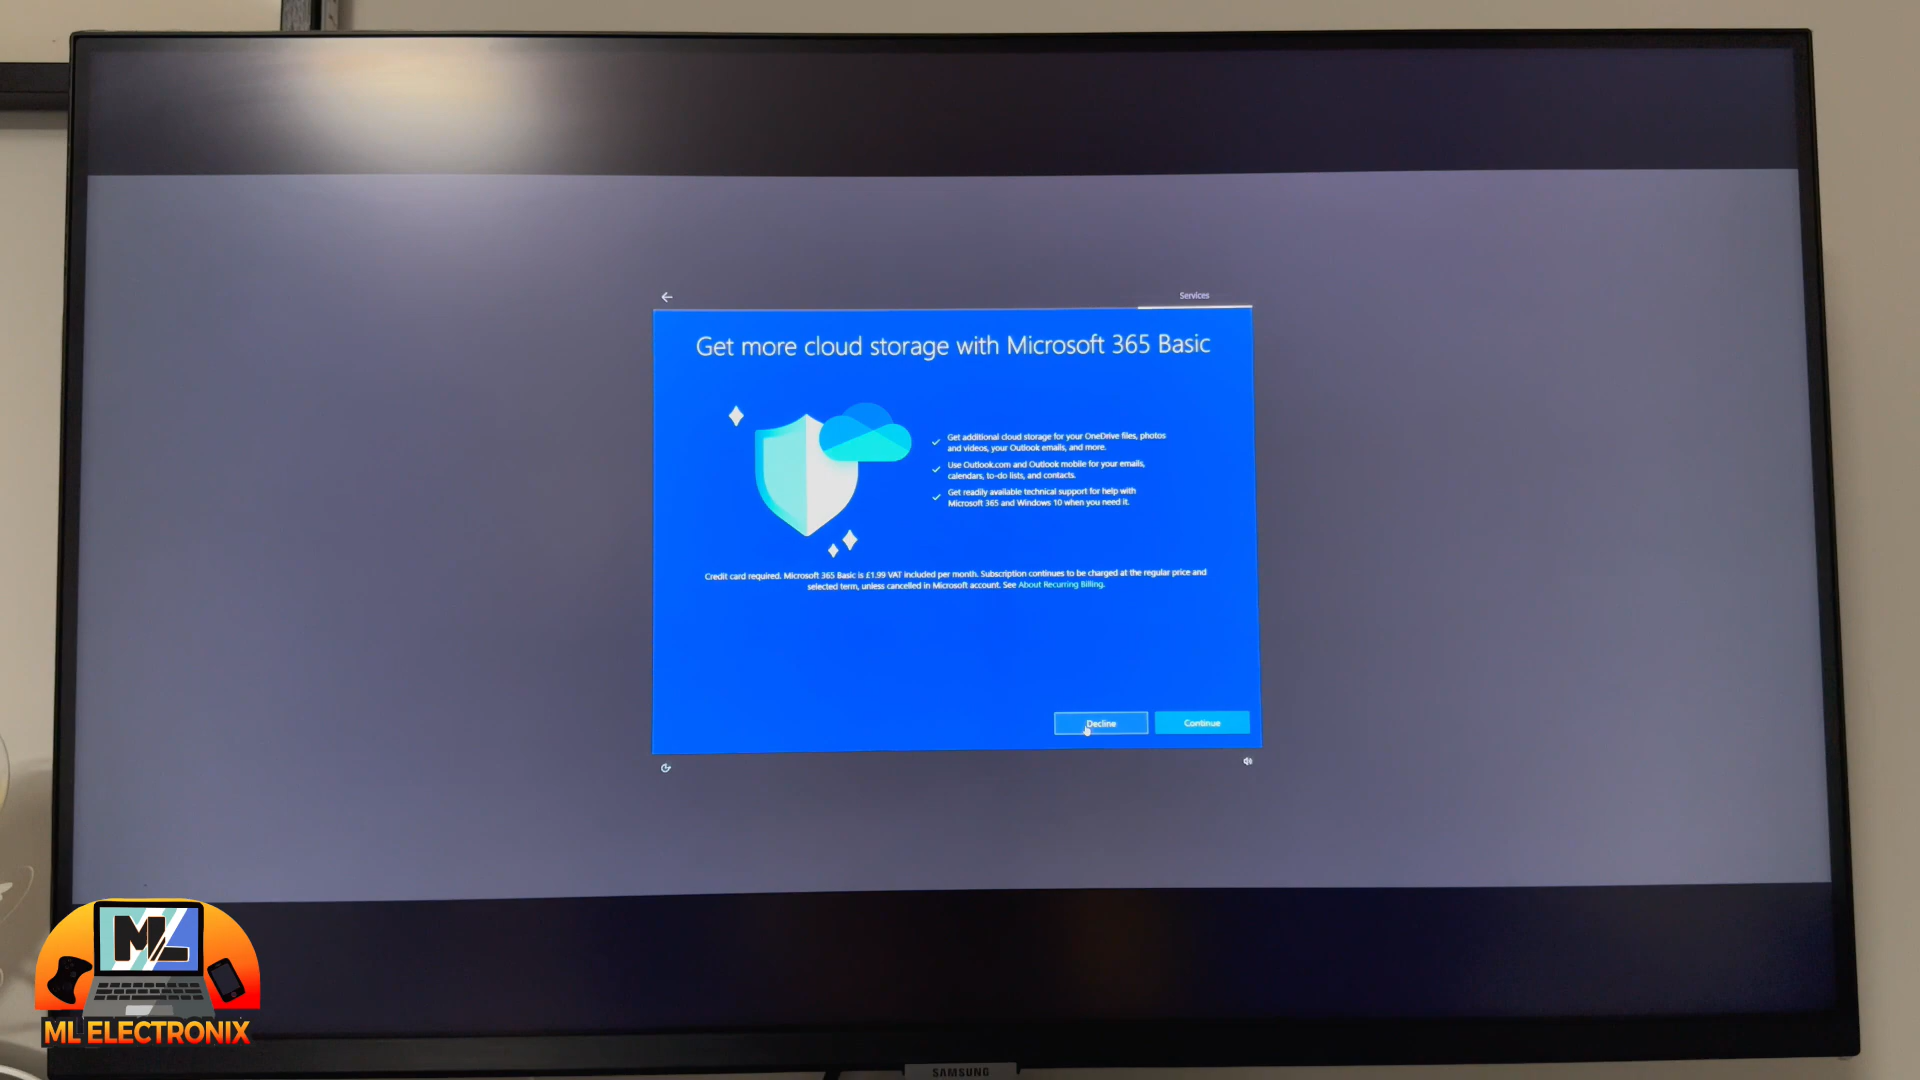 Services
Get more cloud storage with Microsoft 365 Basic
Get additional cloud storage for your OneDrive files, photos
and videos, your Outlook emails, and more.
Use Outlook.com and Outlook mobile for your emails,
calendars, to-do lists, and contacts.
Get readily available technical support for help with
Microsoft 365 and Windows 10 when you need it.
Credit card required. Microsoft 365 Basic is £1.99 VAT included per month. Subscription continues to be charged at the regular price and
selected term, unless cancelled in Microsoft account. See About Recurring Billing.
Decline
Continue
ML
ML ELECTRONIX
SAMSUNG